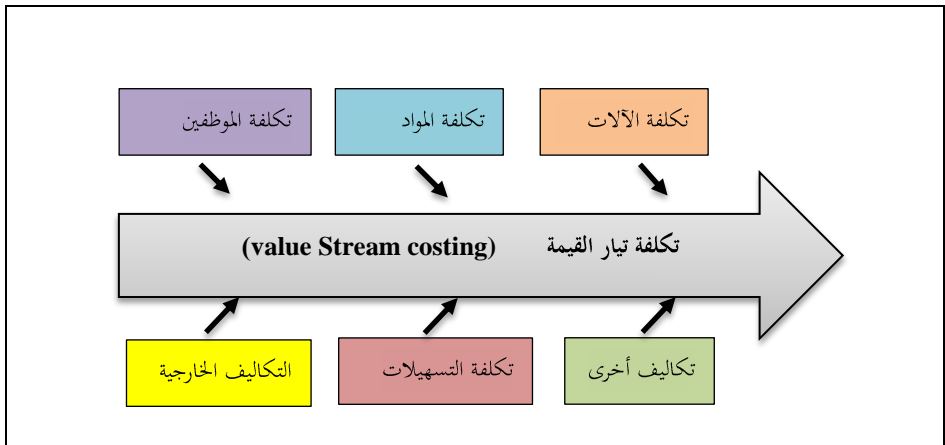 تكلفة الآلات
تكلفة المواد
تكلفة الموظفين
تكلفة تيار القيمة (value Stream costing)
تكاليف أخرى
تكلفة التسهيلات
التكاليف الخارجية